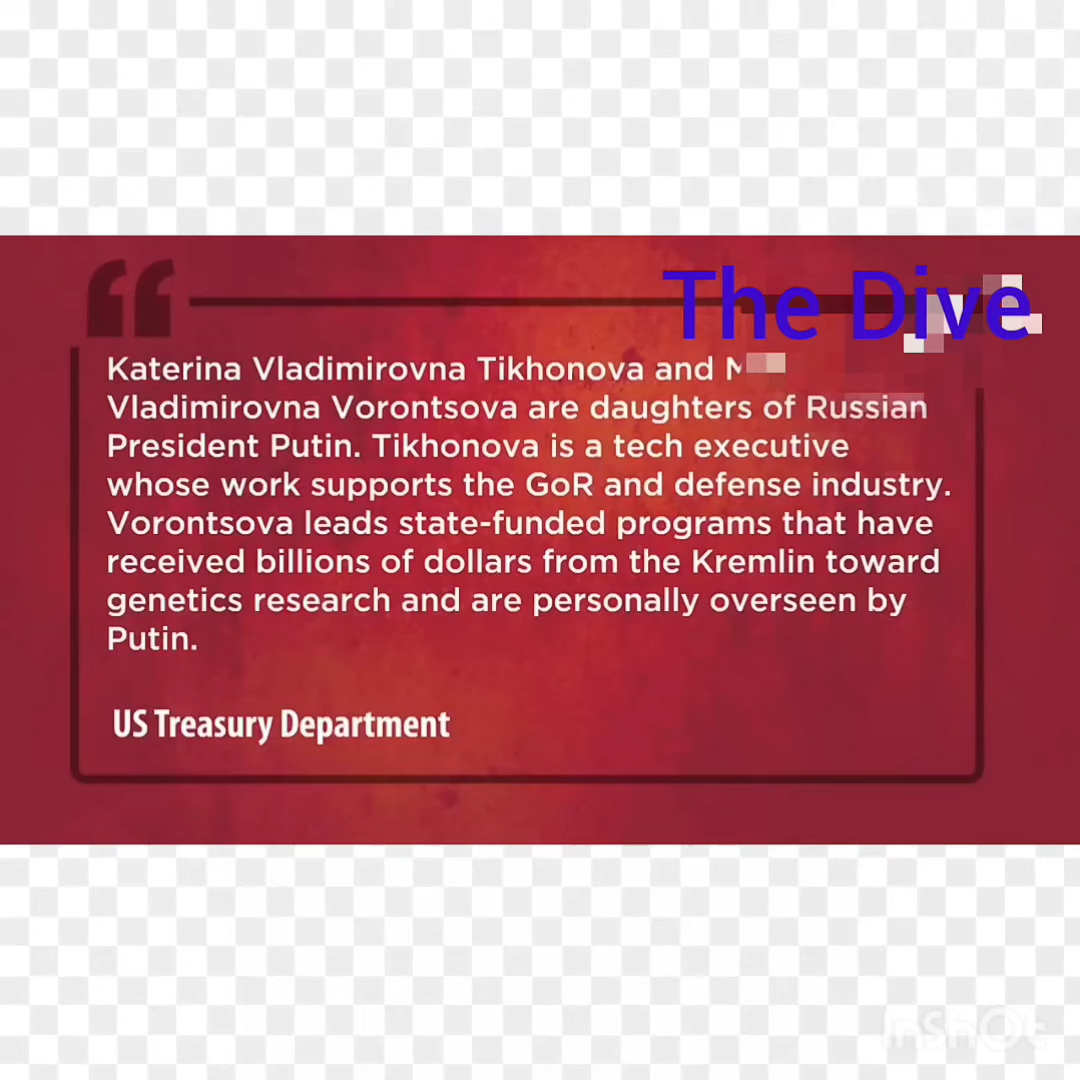 The Dive
Katerina Vladimirovna Tikhonova and
Vladimirovna Vorontsova are daughters of Russian
President Putin. Tikhonova is a tech executive
whose work supports the GoR and defense industry.
Vorontsova leads state-funded programs that have
received billions of dollars from the Kremlin toward
genetics research and are personally overseen by
Putin.
US Treasury Department
InShOt